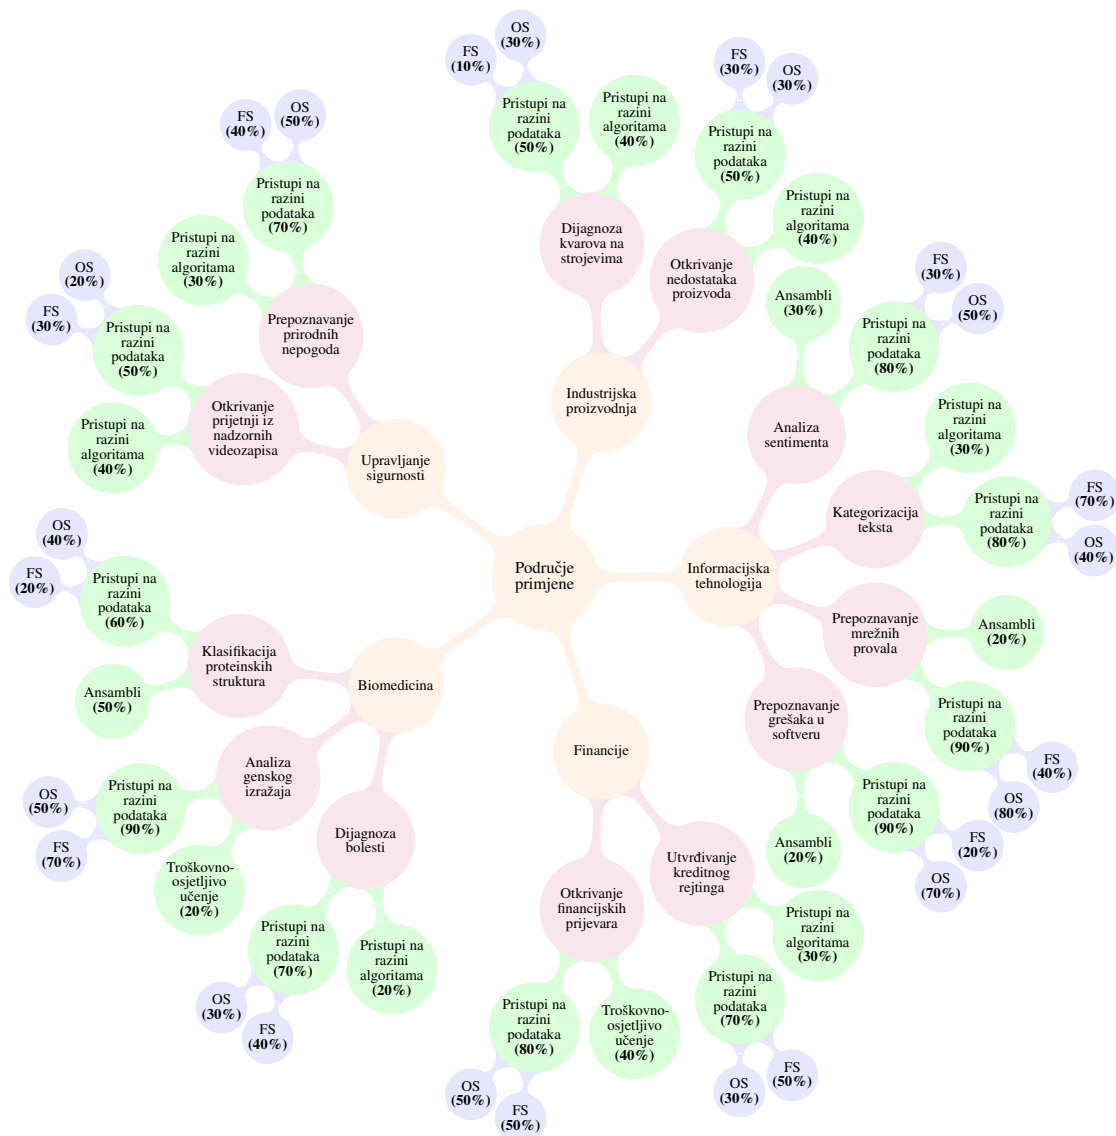 Područje
primjene
Industrijska
proizvodnja
Dijagnoza
kvarova na
strojevima
Pristupi na
razini
podataka
(50%)
FS
(10%)
OS
(30%)
Pristupi na
razini
algoritama
(40%)
Otkrivanje
nedostataka
proizvoda
Pristupi na
razini
podataka
(50%)
FS
(30%)
OS
(30%)
Pristupi na
razini
algoritama
(40%)
Informacijska
tehnologija
Analiza
sentimenta
Ansambli
(30%)
Pristupi na
razini
podataka
(80%)
FS
(30%)
OS
(50%)
Kategorizacija
teksta
Pristupi na
razini
algoritama
(30%)
Pristupi na
razini
podataka
(80%)
FS
(70%)
OS
(40%)
Prepoznavanje
mrežnih
provala
Ansambli
(20%)
Pristupi na
razini
podataka
(90%)
FS
(40%)
OS
(80%)
Prepoznavanje
grešaka u
softveru
Pristupi na
razini
podataka
(90%)
FS
(20%)
OS
(70%)
Ansambli
(20%)
Financije
Utvrđivanje
kreditnog
rejtinga
Pristupi na
razini
algoritama
(30%)
Pristupi na
razini
podataka
(70%)
FS
(50%)
OS
(30%)
Otkrivanje
financijskih
prijevara
Troškovno-
osjetljivo
učenje
(40%)
Pristupi na
razini
podataka
(80%)
FS
(50%)
OS
(50%)
Biomedicina
Dijagnoza
bolesti
Pristupi na
razini
algoritama
(20%)
Pristupi na
razini
podataka
(70%)
FS
(40%)
OS
(30%)
Analiza
genskog
izražaja
Troškovno-
osjetljivo
učenje
(20%)
Pristupi na
razini
podataka
(90%)
FS
(70%)
OS
(50%)
Klasifikacija
proteinskih
struktura
Ansambli
(50%)
Pristupi na
razini
podataka
(60%)
FS
(20%)
OS
(40%)
Upravljanje
sigurnosti
Otkrivanje
prijetnji iz
nadzornih
videozapisa
Pristupi na
razini
algoritama
(40%)
Pristupi na
razini
podataka
(50%)
FS
(30%)
OS
(20%)
Prepoznavanje
prirodnih
nepogoda
Pristupi na
razini
algoritama
(30%)
Pristupi na
razini
podataka
(70%)
FS
(40%)
OS
(50%)